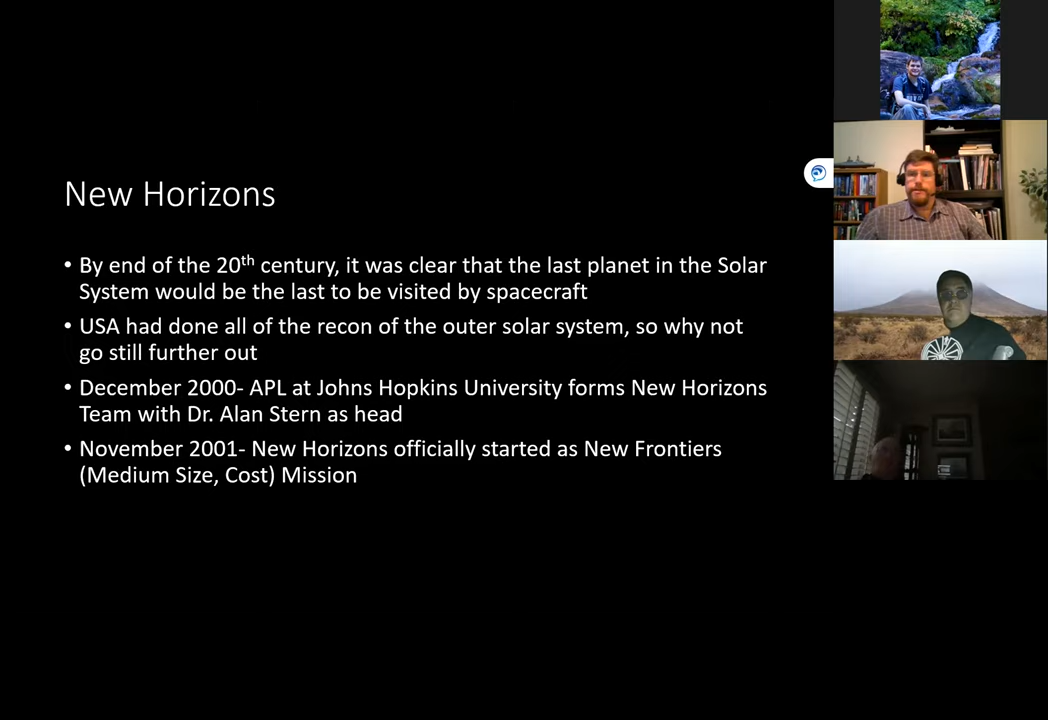 New Horizons
• By end of the 20th century, it was clear that the last planet in the Solar
System would be the last to be visited by spacecraft
• USA had done all of the recon of the outer solar system, so why not
go still further out
• December 2000- APL at Johns Hopkins University forms New Horizons
Team with Dr. Alan Stern as head
• November 2001- New Horizons officially started as New Frontiers
(Medium Size, Cost) Mission